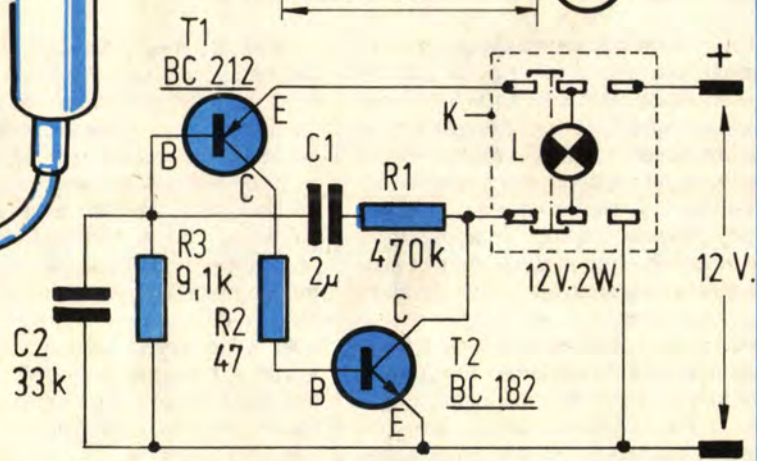 T1
BC 212
E
B
C
K
+
L
C1
R1
2µ
470k
12V.2W.
12 V.
R3
9,1k
R2
47
C2
33k
C
B
E
T2
BC 182